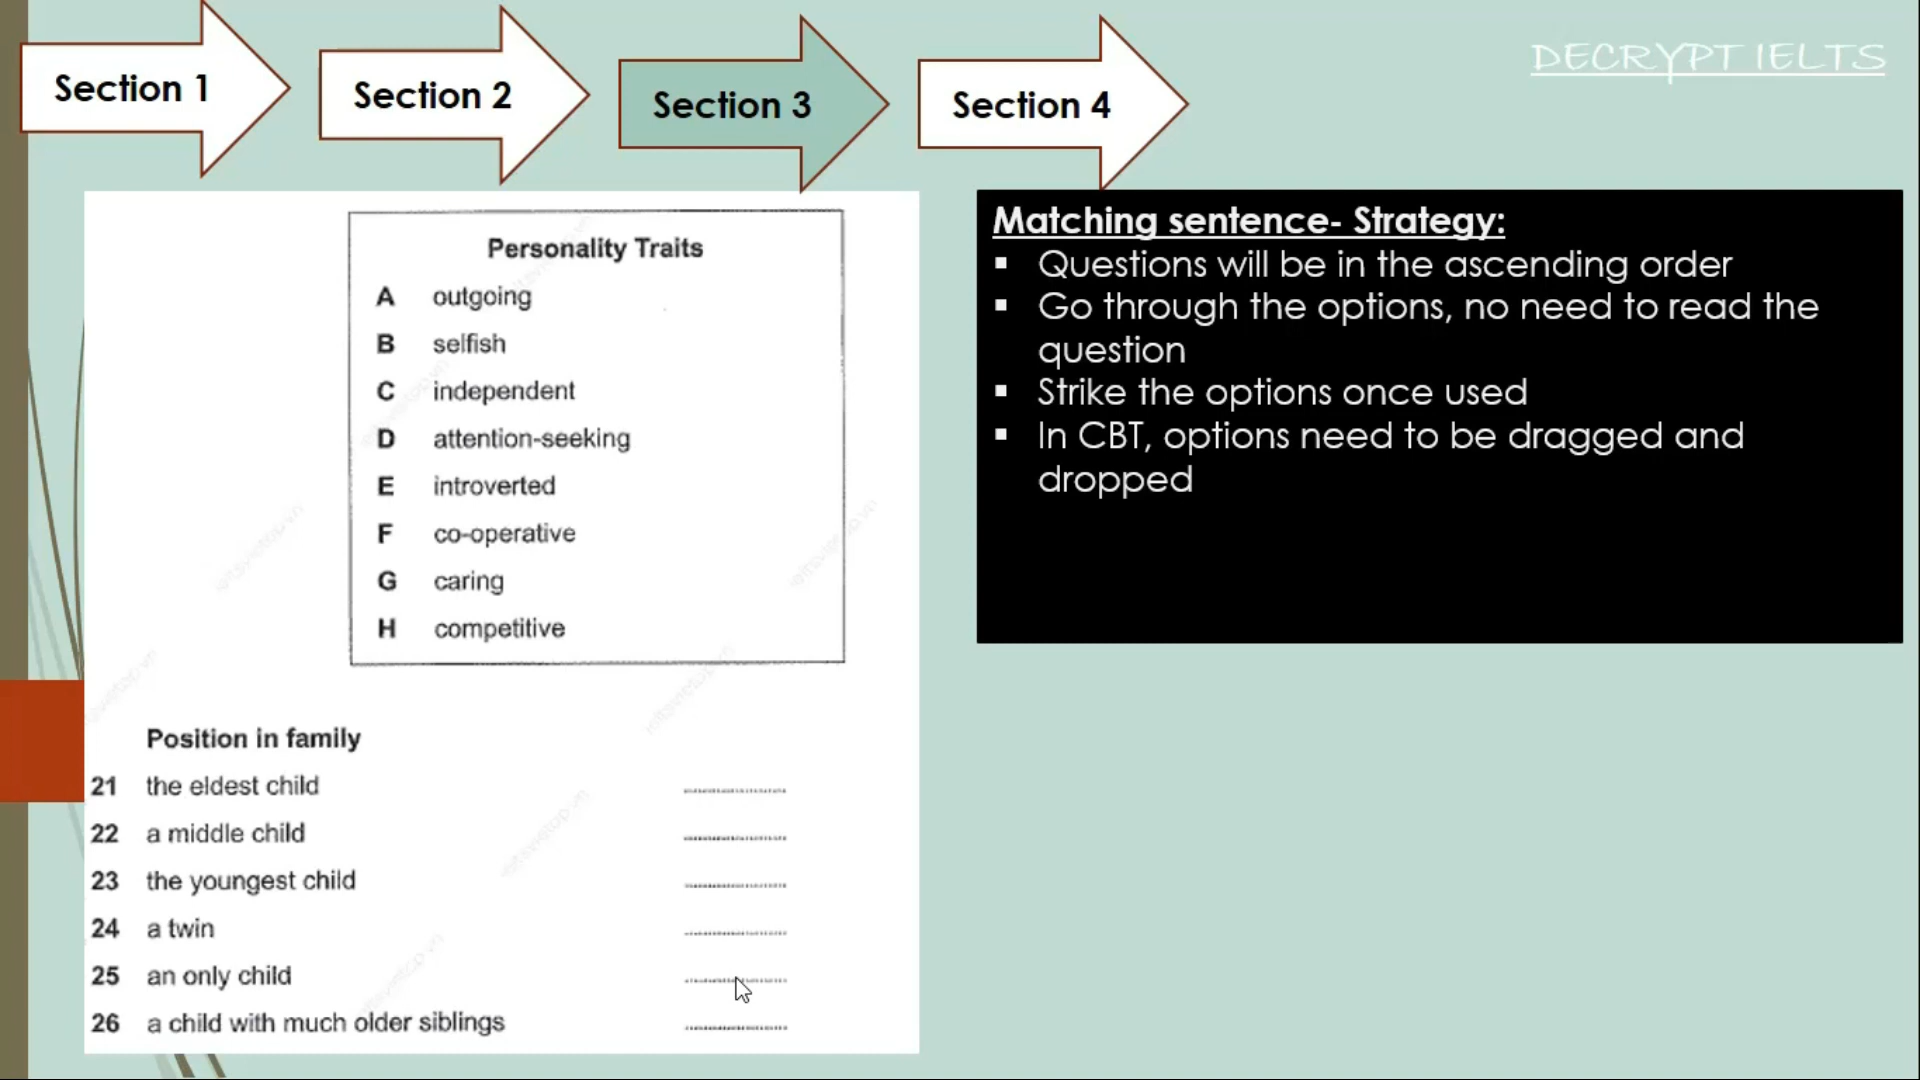 Section 1
Section 2
Section 3
Section 4
DECRYPT IELTS
Personality Traits
A outgoing
B selfish
C independent
D attention-seeking
E introverted
F co-operative
G caring
H competitive
Position in family
21 the eldest child
22 a middle child
23 the youngest child
24 a twin
25 an only child
26 a child with much older siblings
Matching sentence- Strategy:
▪ Questions will be in the ascending order
▪ Go through the options, no need to read the
question
▪ Strike the options once used
▪ In CBT, options need to be dragged and
dropped